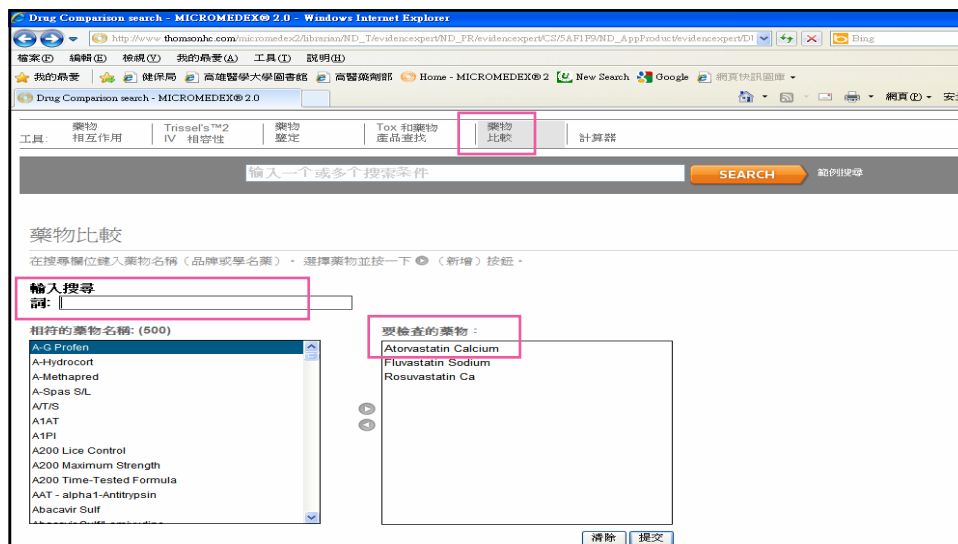 Drug Comparison search - MICROMEDEX® 2.0 - Windows Internet Explorer
http://www.thomsonhc.com/micromedex2/librarian/ND_T/evidencexpert/ND_PR/evidencexpert/CS/5AF1F9/ND_AppProduct/evidencexpert/DI
Bing
檔案(F) 編輯(E) 檢視(V) 我的最愛(A) 工具(T) 說明(H)
我的最愛 健保局 高雄醫學大學圖書館 高醫藥劑部 Home - MICROMEDEX® 2 New Search Google 網頁快訊圖庫
Drug Comparison search - MICROMEDEX® 2.0
網頁(P)
工具: 藥物相互作用 Trissel's™2 IV 相容性 藥物鑒定 Tox 和藥物產品查找 藥物比較 計算器
输入一个或多个搜索条件 SEARCH 範例搜尋
藥物比較
在搜尋欄位鍵入藥物名稱（品牌或學名藥）。 選擇藥物並按一下 （新增）按鈕。
輸入搜尋
詞:
相符的藥物名稱: (500)
要檢查的藥物：
A-G Profen
A-Hydrocort
A-Methapred
A-Spas S/L
A/T/S
A1AT
A1PI
A200 Lice Control
A200 Maximum Strength
A200 Time-Tested Formula
AAT - alpha1-Antitrypsin
Abacavir Sulf
Atorvastatin Calcium
Fluvastatin Sodium
Rosuvastatin Ca
清除 提交